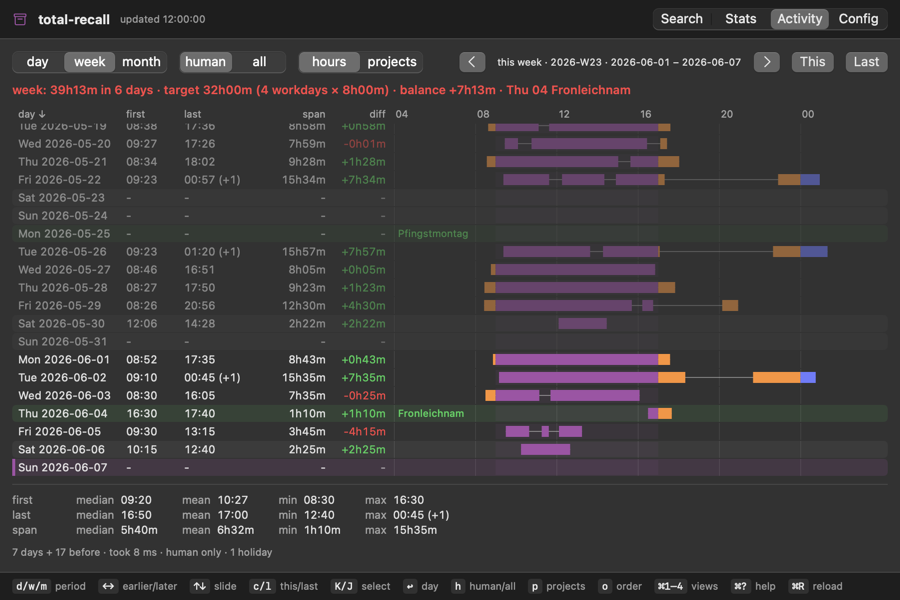 total-recall updated 12:00:00 Search Stats Activity Config
day week month human all hours projects this week · 2026-W23 · 2026-06-01 – 2026-06-07 This Last
week: 39h13m in 6 days · target 32h00m (4 workdays × 8h00m) · balance +7h13m · Thu 04 Fronleichnam
day ↓ first last span diff 04 08 12 16 20 00
Tue 2026-05-19 08:38 17:36 8h58m +0h58m
Wed 2026-05-20 09:27 17:26 7h59m -0h01m
Thu 2026-05-21 08:34 18:02 9h28m +1h28m
Fri 2026-05-22 09:23 00:57 (+1) 15h34m +7h34m
Sat 2026-05-23 - - - -
Sun 2026-05-24 - - - -
Mon 2026-05-25 - - - - Pfingstmontag
Tue 2026-05-26 09:23 01:20 (+1) 15h57m +7h57m
Wed 2026-05-27 08:46 16:51 8h05m +0h05m
Thu 2026-05-28 08:27 17:50 9h23m +1h23m
Fri 2026-05-29 08:26 20:56 12h30m +4h30m
Sat 2026-05-30 12:06 14:28 2h22m +2h22m
Sun 2026-05-31 - - - -
Mon 2026-06-01 08:52 17:35 8h43m +0h43m
Tue 2026-06-02 09:10 00:45 (+1) 15h35m +7h35m
Wed 2026-06-03 08:30 16:05 7h35m -0h25m
Thu 2026-06-04 16:30 17:40 1h10m +1h10m Fronleichnam
Fri 2026-06-05 09:30 13:15 3h45m -4h15m
Sat 2026-06-06 10:15 12:40 2h25m +2h25m
Sun 2026-06-07 - - - -
first median 09:20 mean 10:27 min 08:30 max 16:30
last median 16:50 mean 17:00 min 12:40 max 00:45 (+1)
span median 5h40m mean 6h32m min 1h10m max 15h35m
7 days + 17 before · took 8 ms · human only · 1 holiday
d/w/m period ↔ earlier/later ↑↓ slide c/l this/last K/J select ↩ day h human/all p projects o order ⌘1–4 views ⌘? help ⌘R reload